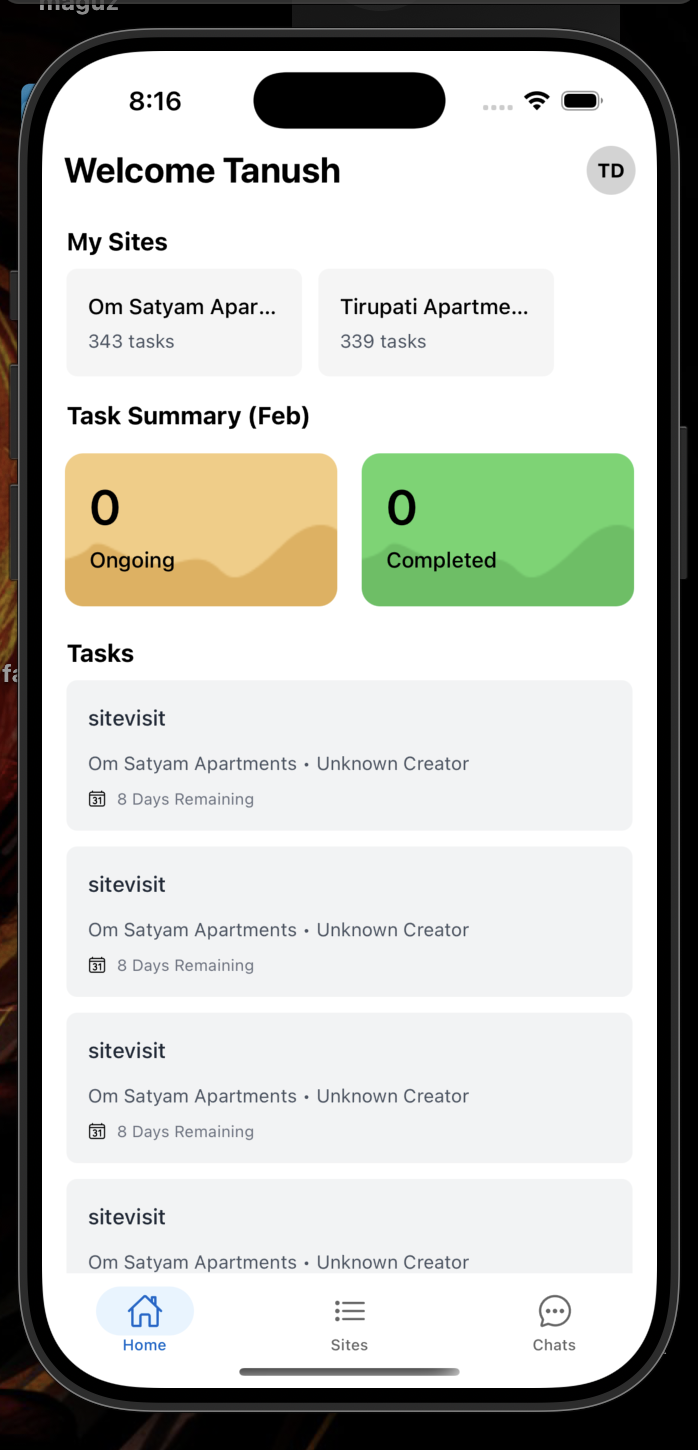 maguz
8:16
Welcome Tanush
TD
My Sites
Om Satyam Apar...
343 tasks
Tirupati Apartme...
339 tasks
Task Summary (Feb)
0
Ongoing
0
Completed
Tasks
sitevisit
Om Satyam Apartments • Unknown Creator
31 8 Days Remaining
sitevisit
Om Satyam Apartments • Unknown Creator
31 8 Days Remaining
sitevisit
Om Satyam Apartments • Unknown Creator
31 8 Days Remaining
sitevisit
Om Satyam Apartments • Unknown Creator
Home
Sites
Chats